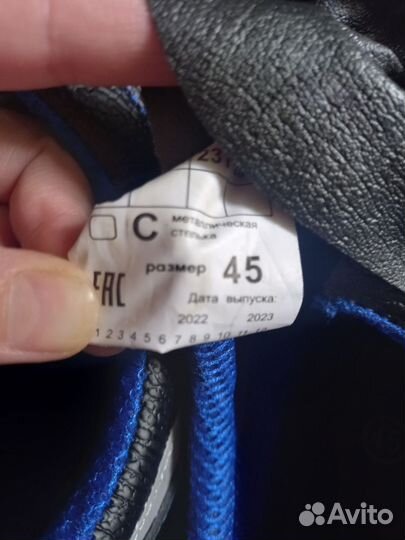 231
С металлическая
стелька
размер 45
EAC
Дата выпуска:
2022 2023
1 2 3 4 5 6 7 8 9 10 11 12
Avito